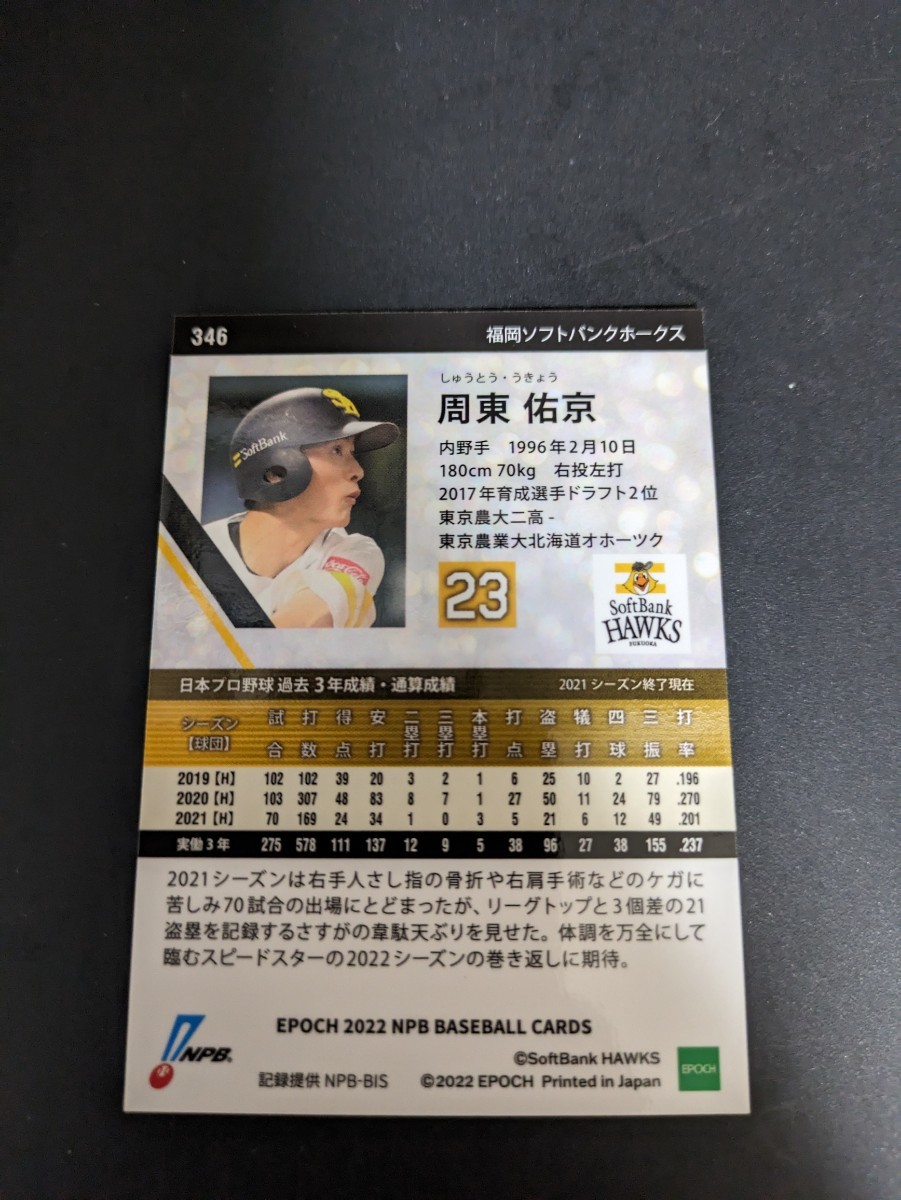 346 福岡ソフトバンクホークス
しゅうとう・うきょう
周東 佑京
内野手 1996年2月10日
180cm 70kg 右投左打
2017年育成選手ドラフト2位
東京農大二高-
東京農業大北海道オホーツク
SoftBank
23
SoftBank
HAWKS
FUKUOKA
日本プロ野球 過去3年成績・通算成績 2021シーズン終了現在
シーズン【球団】 試合 打数 得点 安打 二塁打 三塁打 本塁打 打点 盗塁 犠打 四球 三振 打率
2019【H】 102 102 39 20 3 2 1 6 25 10 2 27 .196
2020【H】 103 307 48 83 8 7 1 27 50 11 24 79 .270
2021【H】 70 169 24 34 1 0 3 5 21 6 12 49 .201
実働3年 275 578 111 137 12 9 5 38 96 27 38 155 .237
2021シーズンは右手人さし指の骨折や右肩手術などのケガに
苦しみ70試合の出場にとどまったが、リーグトップと3個差の21
盗塁を記録するさすがの韋駄天ぶりを見せた。体調を万全にして
臨むスピードスターの2022シーズンの巻き返しに期待。
EPOCH 2022 NPB BASEBALL CARDS
NPB
©SoftBank HAWKS
記録提供 NPB-BIS ©2022 EPOCH Printed in Japan
EPOCH